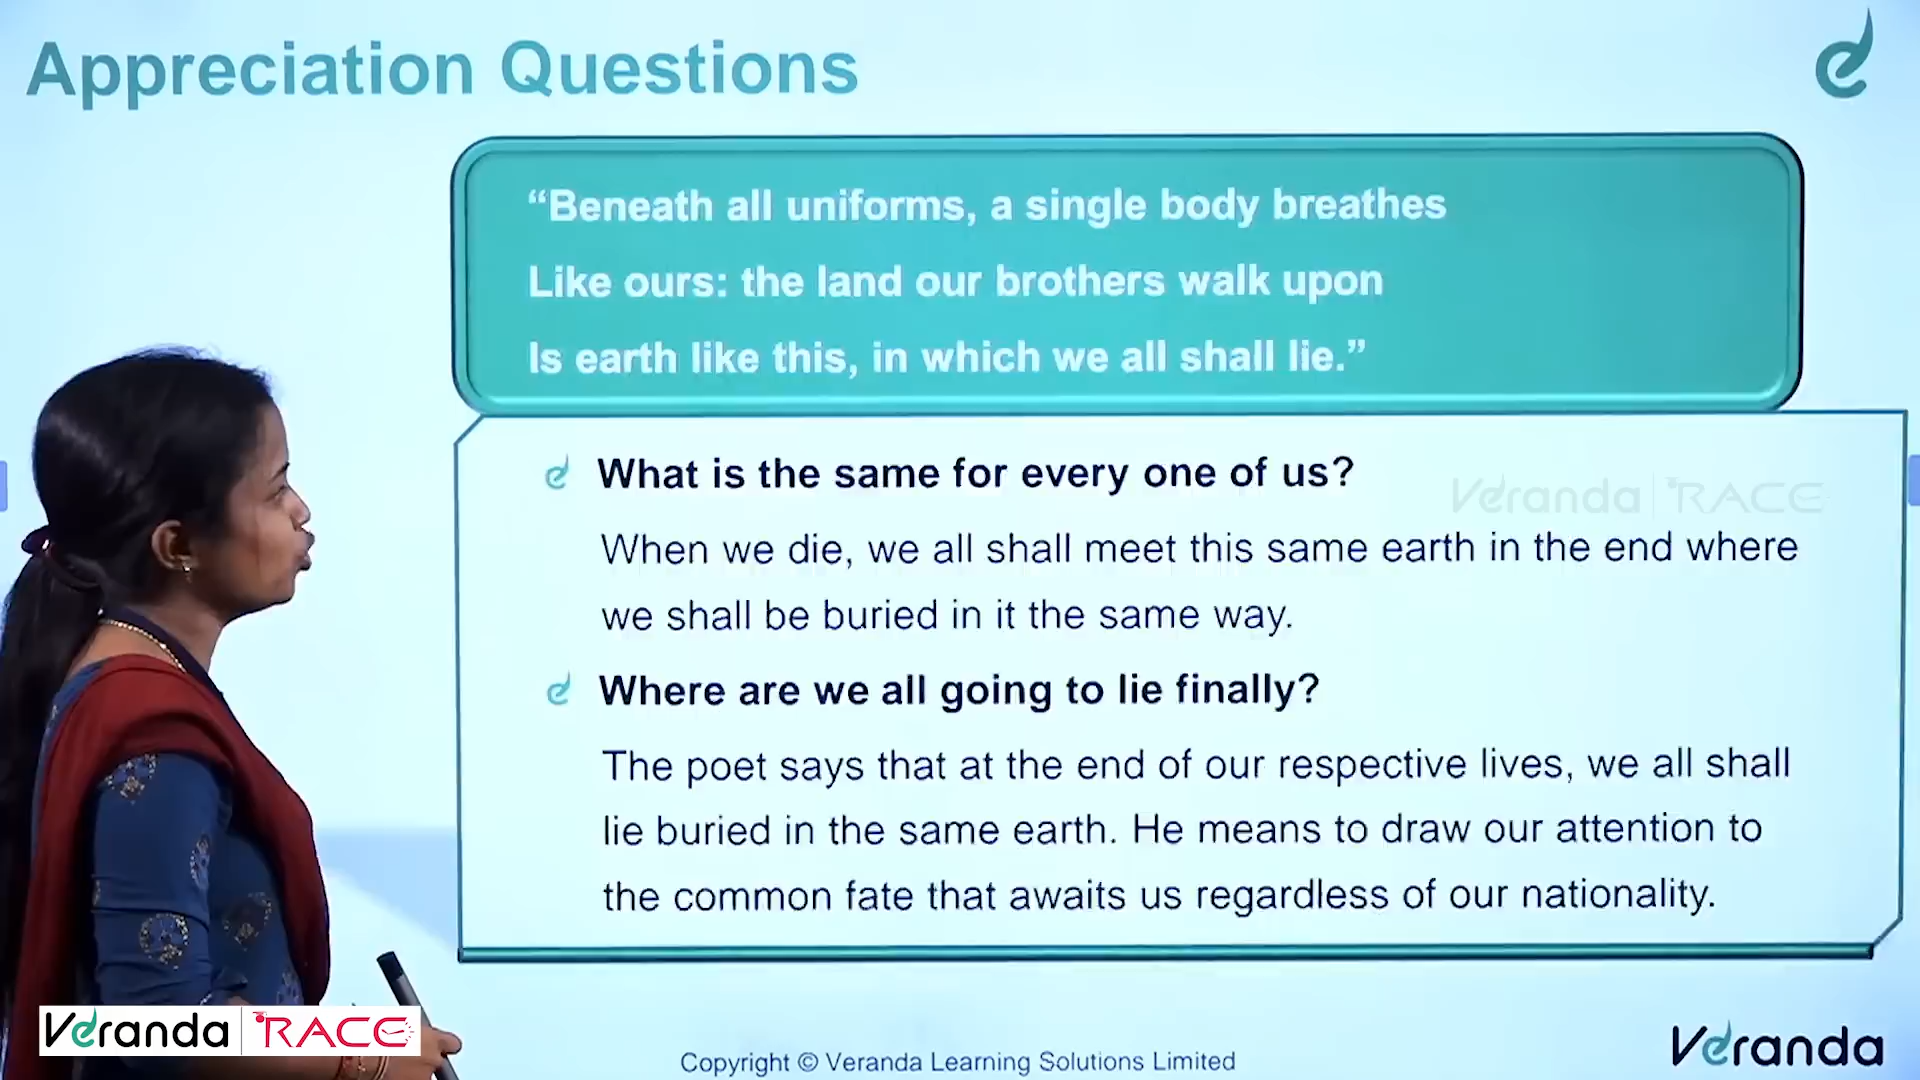 Appreciation Questions
“Beneath all uniforms, a single body breathes
Like ours: the land our brothers walk upon
Is earth like this, in which we all shall lie.”
What is the same for every one of us?
Veranda RACE
When we die, we all shall meet this same earth in the end where
we shall be buried in it the same way.
Where are we all going to lie finally?
The poet says that at the end of our respective lives, we all shall
lie buried in the same earth. He means to draw our attention to
the common fate that awaits us regardless of our nationality.
Veranda RACE
Copyright © Veranda Learning Solutions Limited
Veranda